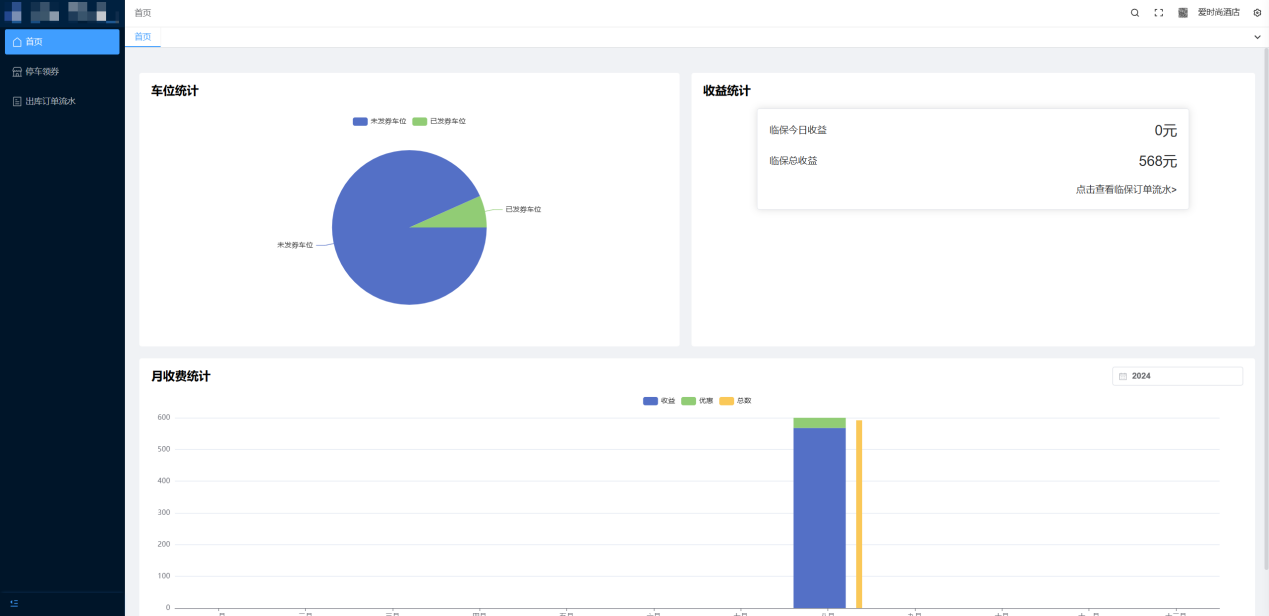 首页
爱时尚酒店
首页
首页
停车领券
出库订单流水
车位统计
未发券车位 已发券车位
已发券车位
未发券车位
收益统计
临保今日收益 0元
临保总收益 568元
点击查看临保订单流水>
月收费统计
2024
收益 优惠 总数
600
500
400
300
200
100
0